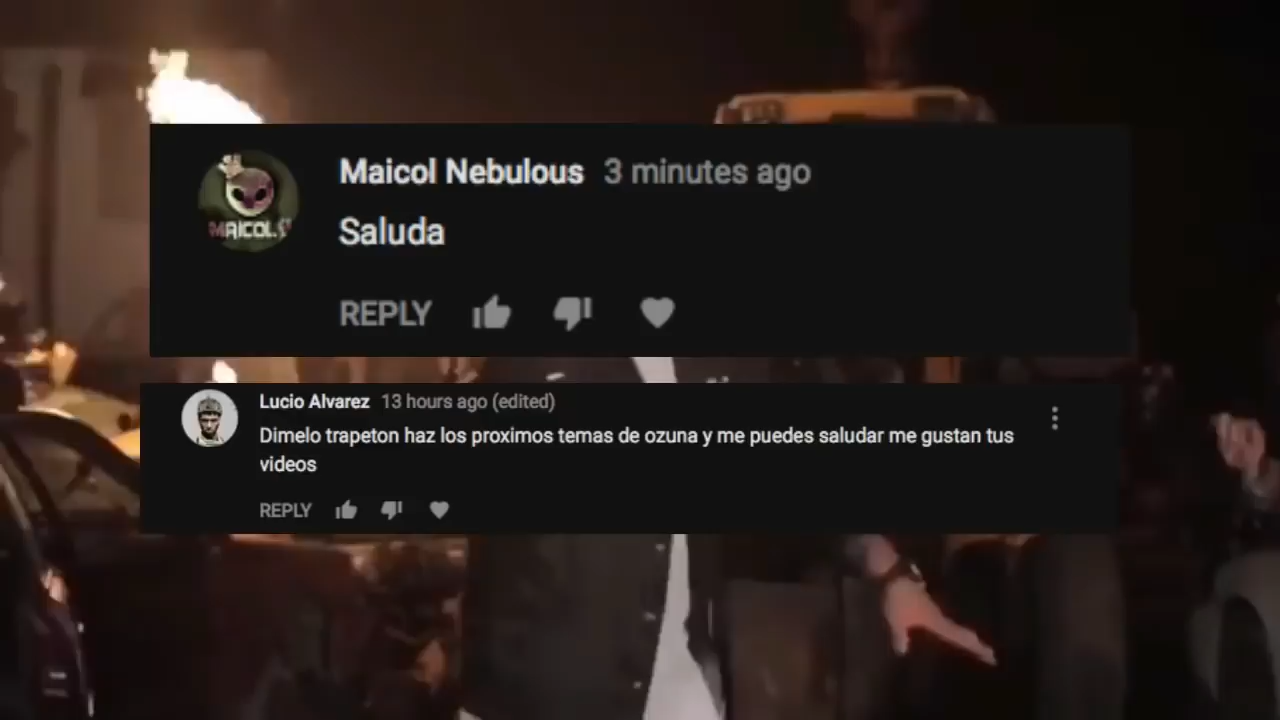 Maicol Nebulous 3 minutes ago
MAICOL.S
Saluda
REPLY
Lucio Alvarez 13 hours ago (edited)
Dimelo trapeton haz los proximos temas de ozuna y me puedes saludar me gustan tus
videos
REPLY